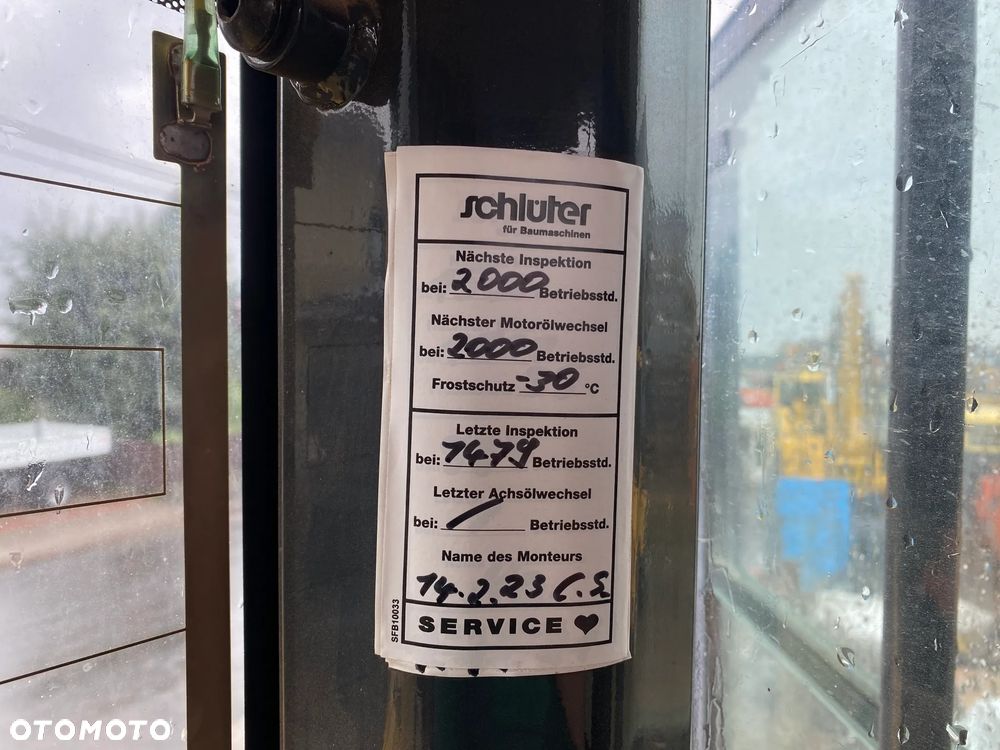 schlüter
für Baumaschinen
Nächste Inspektion
bei: 2000 Betriebsstd.
Nächster Motorölwechsel
bei: 2000 Betriebsstd.
Frostschutz -30 °C
Letzte Inspektion
bei: 1479 Betriebsstd.
Letzter Achsölwechsel
bei: / Betriebsstd.
Name des Monteurs
14.2.23 C.S.
SERVICE ♥
SFB10033
OTOMOTO